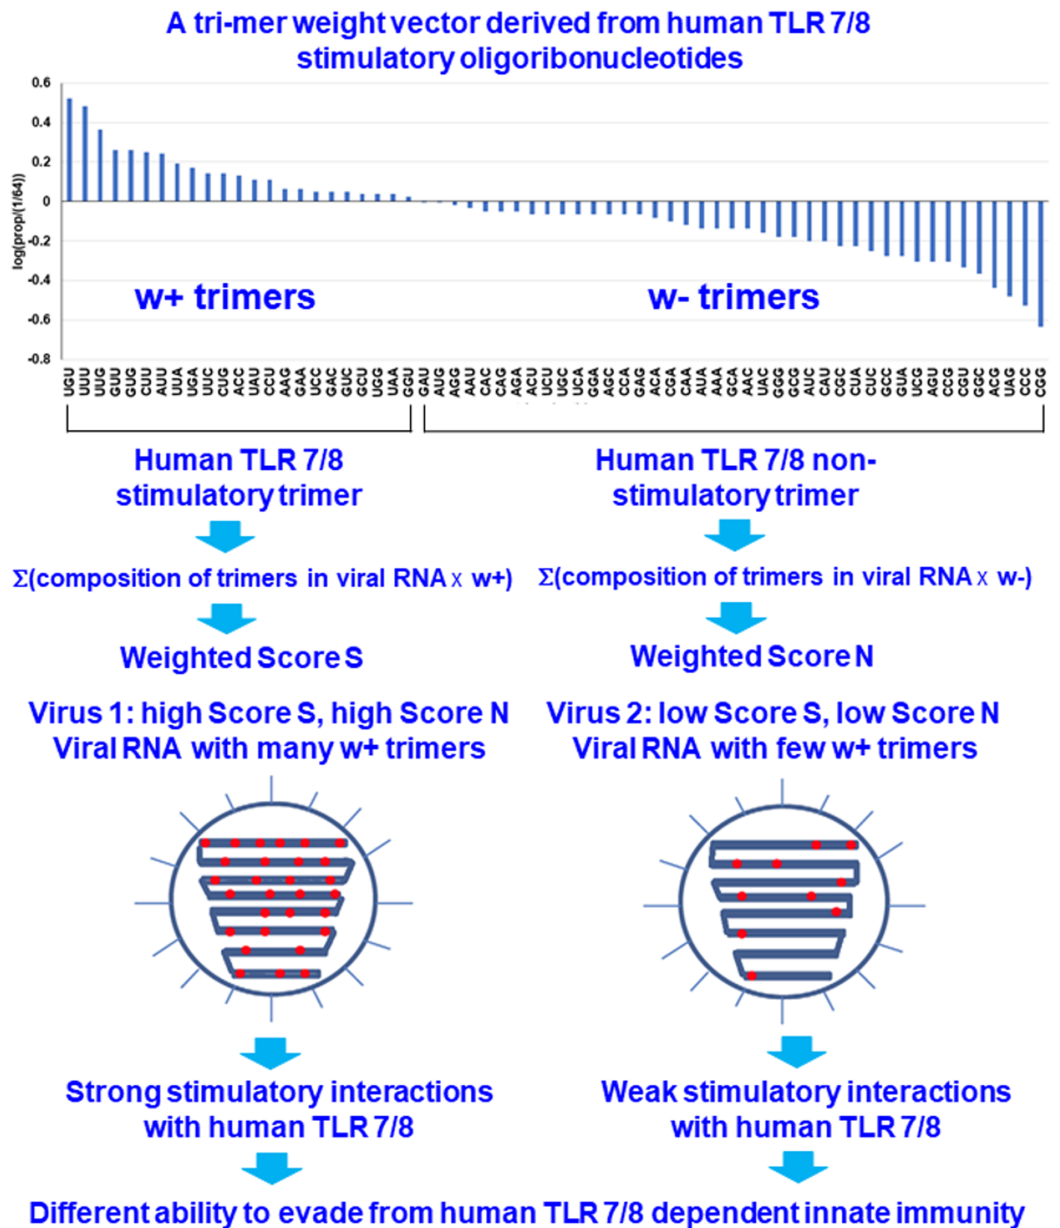 A tri-mer weight vector derived from human TLR 7/8
stimulatory oligoribonucleotides
0.6
0.4
0.2
0
-0.2
-0.4
-0.6
-0.8
log(prop/(1/64))
w+ trimers
w- trimers
UGU UUU UUG GUU GUG CUU AUU UUA UGA UUC CUG ACC UAU CCU AAG GAA UCC GAC GUC GCU UGG UAA GGU GAU AUG AGG AAU CAC CAG AGA ACU UCU UGC UCA GGA AGC CCA GAG ACA CGA CAA AUA AAA GCA AAC UAC GGG GCG AUC CAU CGC CUA CUC GCC GUA UCG AGU CCG CGU GGC ACG UAG CCC CGG
Human TLR 7/8
stimulatory trimer
Human TLR 7/8 non-
stimulatory trimer
Σ(composition of trimers in viral RNA x w+)
Σ(composition of trimers in viral RNA x w-)
Weighted Score S
Weighted Score N
Virus 1: high Score S, high Score N
Viral RNA with many w+ trimers
Virus 2: low Score S, low Score N
Viral RNA with few w+ trimers
Strong stimulatory interactions
with human TLR 7/8
Weak stimulatory interactions
with human TLR 7/8
Different ability to evade from human TLR 7/8 dependent innate immunity